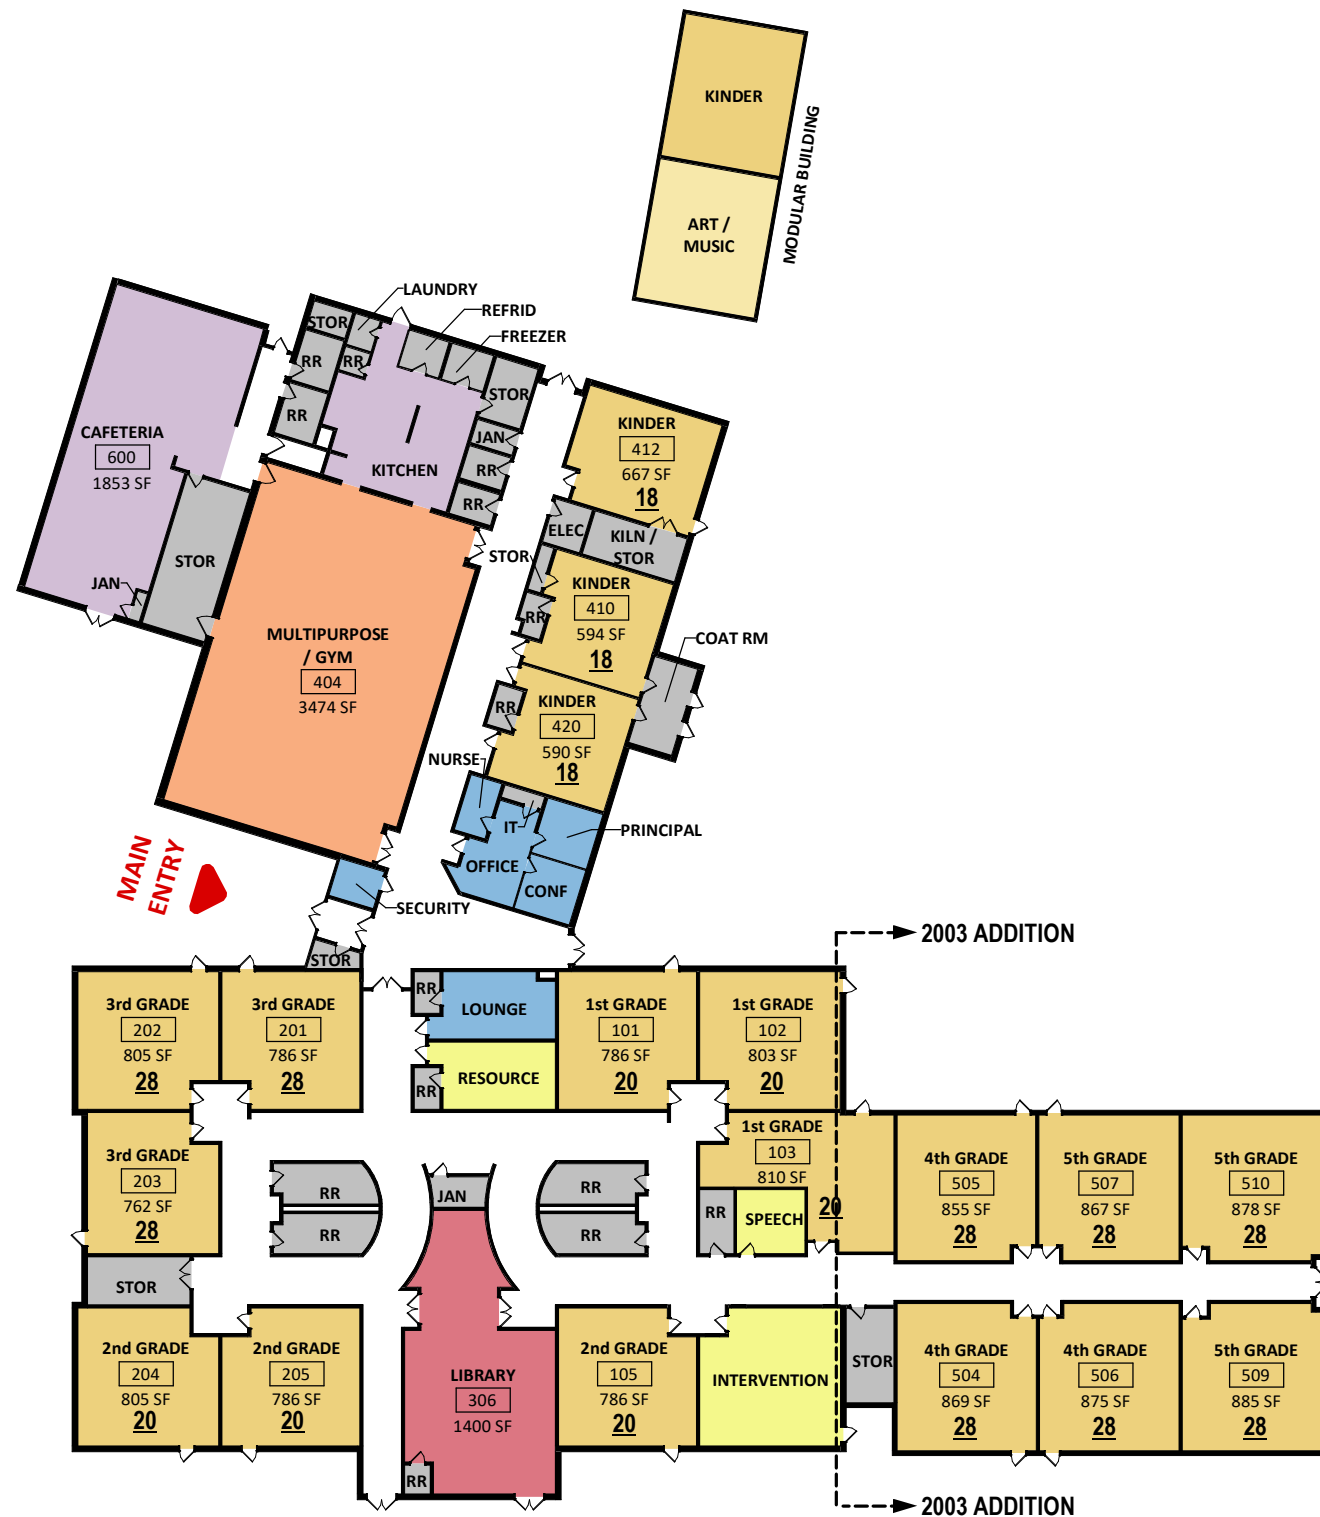 KINDER
ART /
MUSIC
MODULAR BUILDING
LAUNDRY
REFRID
FREEZER
STOR
RR
RR
RR
STOR
JAN
RR
RR
KITCHEN
CAFETERIA
600
1853 SF
STOR
JAN
MULTIPURPOSE
/ GYM
404
3474 SF
KINDER
412
667 SF
18
ELEC
KILN /
STOR
STOR
KINDER
410
594 SF
18
RR
COAT RM
KINDER
420
590 SF
18
RR
NURSE
IT
PRINCIPAL
OFFICE
CONF
MAIN
ENTRY
SECURITY
STOR
2003 ADDITION
3rd GRADE
202
805 SF
28
3rd GRADE
201
786 SF
28
RR
LOUNGE
RESOURCE
RR
1st GRADE
101
786 SF
20
1st GRADE
102
803 SF
20
3rd GRADE
203
762 SF
28
RR
RR
JAN
RR
RR
1st GRADE
103
810 SF
20
RR
SPEECH
4th GRADE
505
855 SF
28
5th GRADE
507
867 SF
28
5th GRADE
510
878 SF
28
STOR
2nd GRADE
204
805 SF
20
2nd GRADE
205
786 SF
20
LIBRARY
306
1400 SF
RR
2nd GRADE
105
786 SF
20
INTERVENTION
STOR
4th GRADE
504
869 SF
28
4th GRADE
506
875 SF
28
5th GRADE
509
885 SF
28
2003 ADDITION